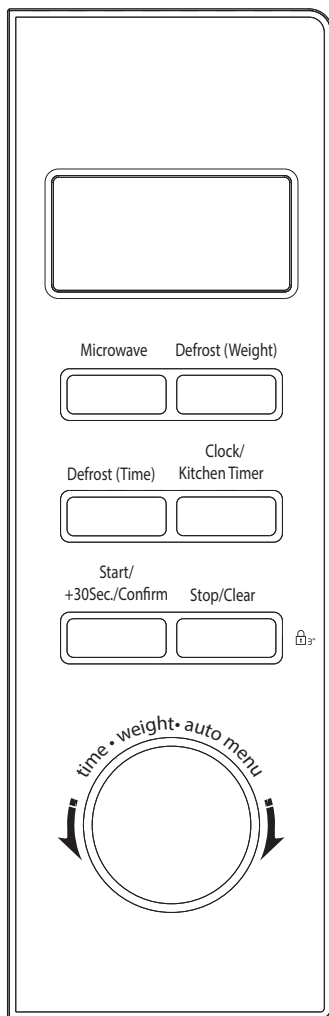 Microwave Defrost (Weight)
Clock/
Defrost (Time) Kitchen Timer
Start/
+30Sec./Confirm Stop/Clear
3"
time • weight• auto menu